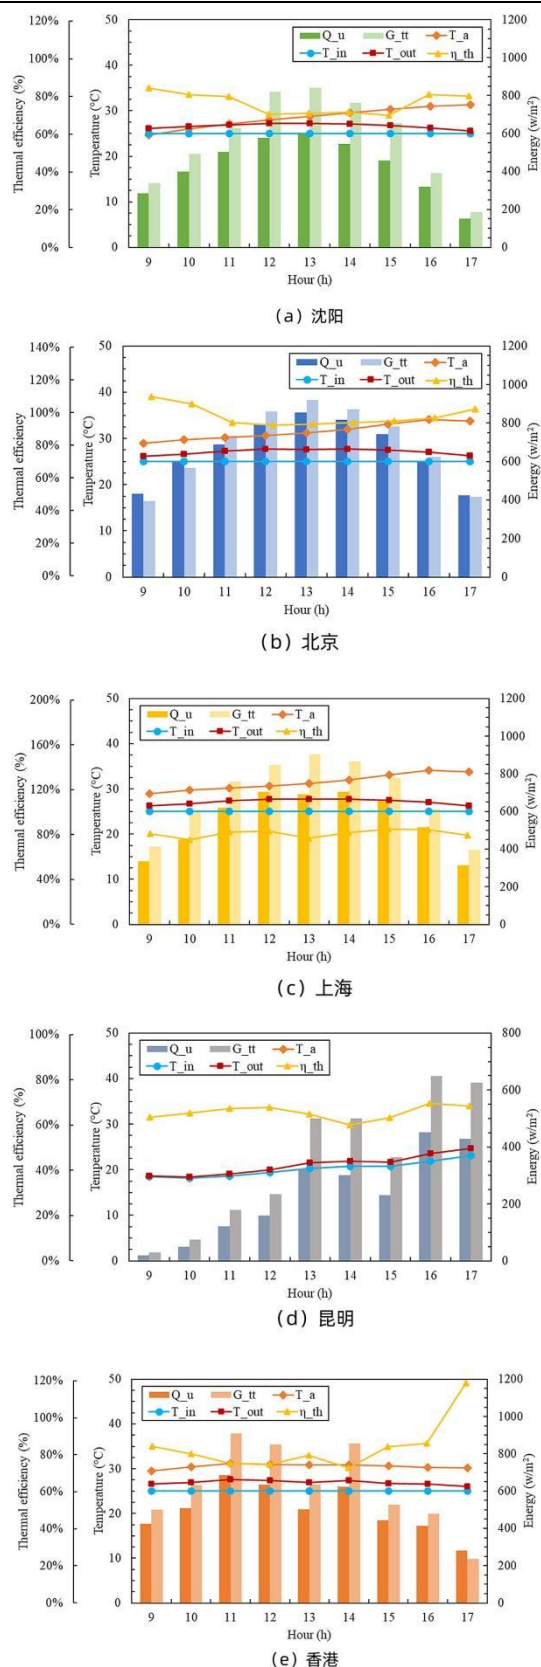 120%
100%
80%
60%
40%
20%
0%
Thermal efficiency (%)
50
40
30
20
10
0
Temperature (°C)
Q_u G_tt T_a
T_in T_out η_th
1200
1000
800
600
400
200
0
Energy (w/m²)
9 10 11 12 13 14 15 16 17
Hour (h)
(a) 沈阳
140%
120%
100%
80%
60%
40%
20%
0%
Thermal efficiency
50
40
30
20
10
0
Temperature (°C)
Q_u G_tt T_a
T_in T_out η_th
1200
1000
800
600
400
200
0
Energy (w/m²)
9 10 11 12 13 14 15 16 17
Hour (h)
(b) 北京
200%
160%
120%
80%
40%
0%
Thermal efficiency (%)
50
40
30
20
10
0
Temperature (°C)
Q_u G_tt T_a
T_in T_out η_th
1200
1000
800
600
400
200
0
Energy (w/m²)
9 10 11 12 13 14 15 16 17
Hour (h)
(c) 上海
100%
80%
60%
40%
20%
0%
Thermal efficiency (%)
50
40
30
20
10
0
Temperature (°C)
Q_u G_tt T_a
T_in T_out η_th
800
600
400
200
0
Energy (w/m²)
9 10 11 12 13 14 15 16 17
Hour (h)
(d) 昆明
120%
100%
80%
60%
40%
20%
0%
Thermal efficiency (%)
50
40
30
20
10
0
Temperature (°C)
Q_u G_tt T_a
T_in T_out η_th
1200
1000
800
600
400
200
0
Energy (w/m²)
9 10 11 12 13 14 15 16 17
Hour (h)
(e) 香港